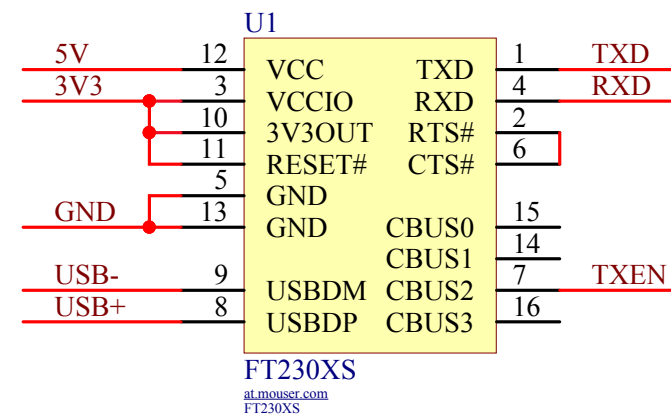 U1
5V 12 VCC TXD 1 TXD
3V3 3 VCCIO RXD 4 RXD
10 3V3OUT RTS# 2
11 RESET# CTS# 6
5 GND
GND 13 GND CBUS0 15
CBUS1 14
USB- 9 USBDM CBUS2 7 TXEN
USB+ 8 USBDP CBUS3 16
FT230XS
at.mouser.com
FT230XS